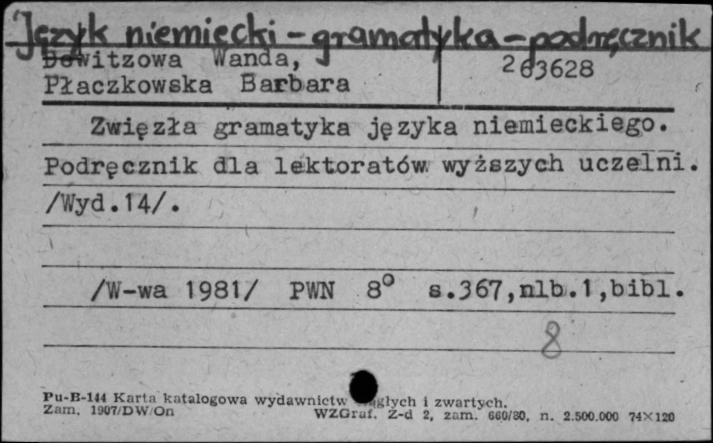 Język niemiecki - gramatyka - podręcznik
Dewitzowa Wanda,
263628
Płaczkowska Barbara
Zwięzła gramatyka języka niemieckiego.
Podręcznik dla lektoratów wyższych uczelni.
/Wyd.14/.
/W-wa 1981/ PWN 8° s.367,nlb.1,bibl.
8
Pu-B-144 Karta katalogowa wydawnictw ciągłych i zwartych.
Zam. 1907/DW/On WZGraf. Z-d 2, zam. 660/80, n. 2.500.000 74×120